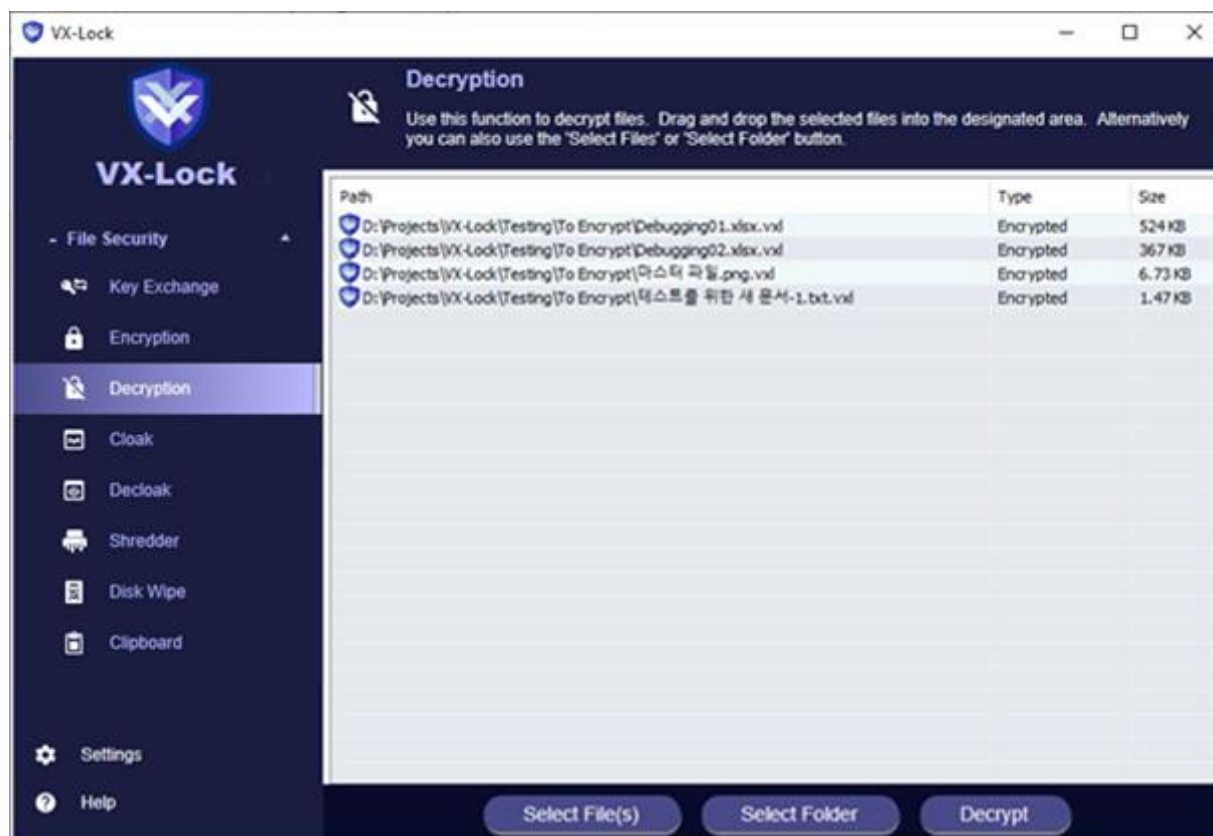 VX-Lock
VX-Lock
- File Security
Key Exchange
Encryption
Decryption
Cloak
Decloak
Shredder
Disk Wipe
Clipboard
Settings
Help
Decryption
Use this function to decrypt files. Drag and drop the selected files into the designated area. Alternatively
you can also use the 'Select Files' or 'Select Folder' button.
Path Type Size
D:\Projects\VX-Lock\Testing\To Encrypt\Debugging01.xlsx.vxl Encrypted 524 KB
D:\Projects\VX-Lock\Testing\To Encrypt\Debugging02.xlsx.vxl Encrypted 367 KB
D:\Projects\VX-Lock\Testing\To Encrypt\마스터 파일.png.vxl Encrypted 6.73 KB
D:\Projects\VX-Lock\Testing\To Encrypt\테스트를 위한 새 문서-1.txt.vxl Encrypted 1.47 KB
Select File(s) Select Folder Decrypt